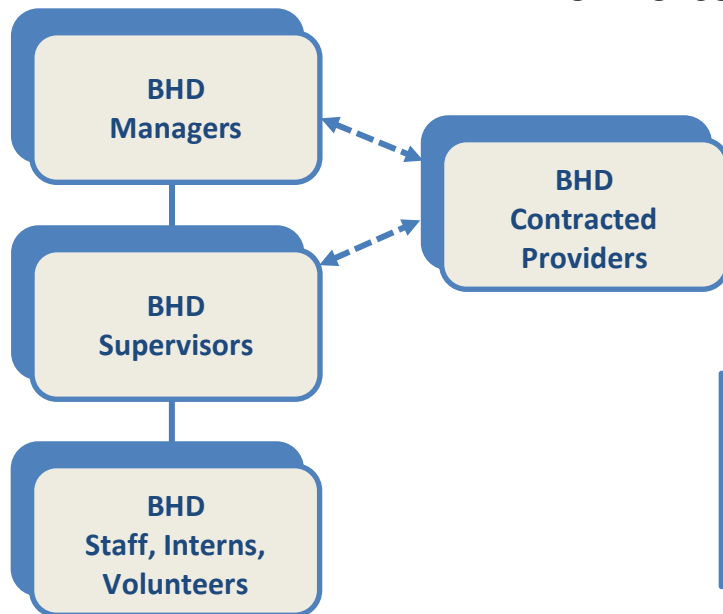 BHD
Managers
BHD
Contracted
Providers
BHD
Supervisors
BHD
Staff, Interns,
Volunteers